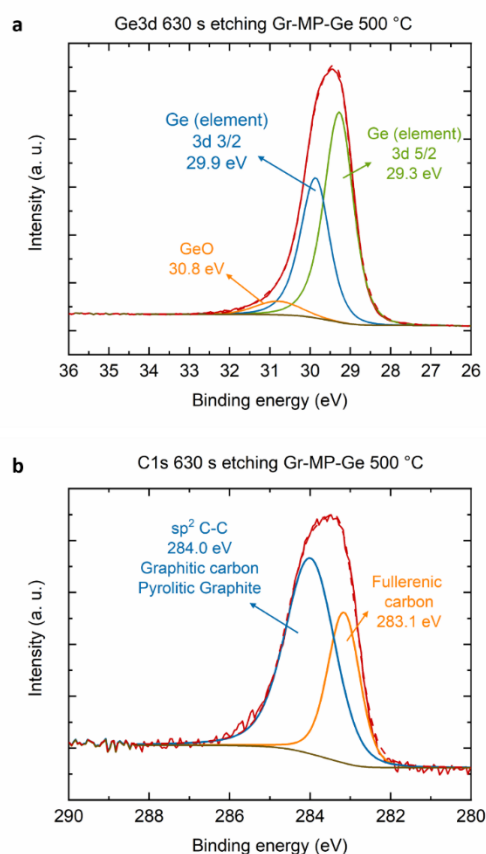 a
Ge3d 630 s etching Gr-MP-Ge 500 °C
Intensity (a. u.)
Ge (element)
3d 3/2
29.9 eV
Ge (element)
3d 5/2
29.3 eV
GeO
30.8 eV
36 35 34 33 32 31 30 29 28 27 26
Binding energy (eV)
b
C1s 630 s etching Gr-MP-Ge 500 °C
Intensity (a. u.)
sp² C-C
284.0 eV
Graphitic carbon
Pyrolitic Graphite
Fullerenic
carbon
283.1 eV
290 288 286 284 282 280
Binding energy (eV)